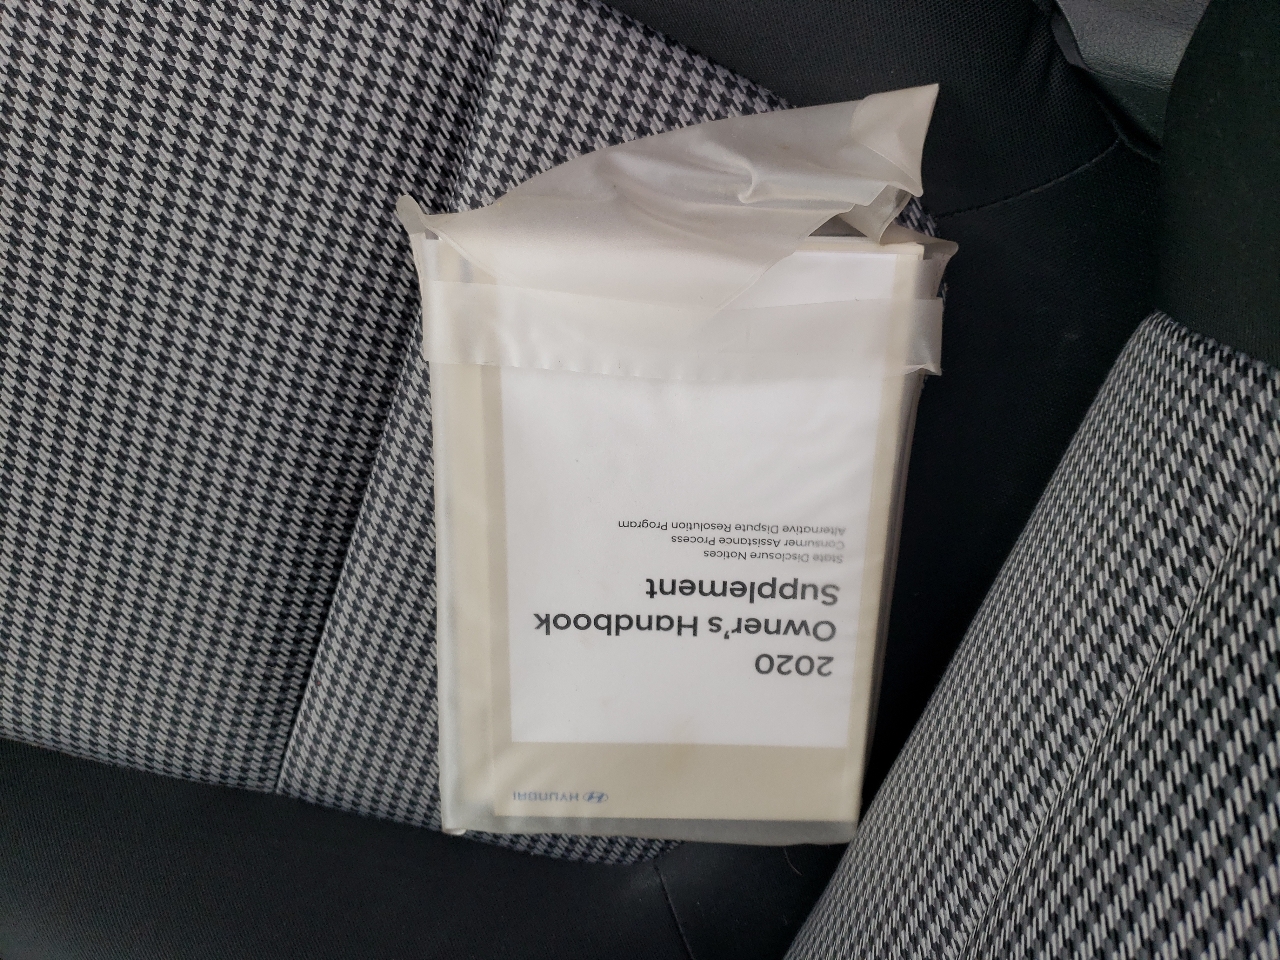 2020
Owner's Handbook
Supplement
State Disclosure Notices
Consumer Assistance Process
Alternative Dispute Resolution Program
HYUNDAI